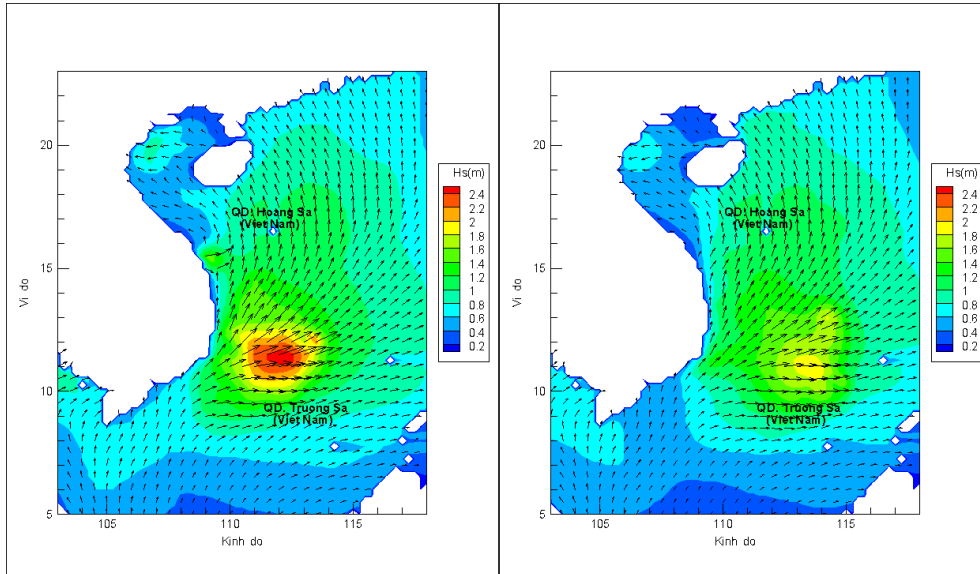 20
15
10
5
Vi do
105
110
115
Kinh do
QD. Hoang Sa
(Viet Nam)
QD. Truong Sa
(Viet Nam)
Hs(m)
2.4
2.2
2
1.8
1.6
1.4
1.2
1
0.8
0.6
0.4
0.2
20
15
10
5
Vi do
105
110
115
Kinh do
QD. Hoang Sa
(Viet Nam)
QD. Truong Sa
(Viet Nam)
Hs(m)
2.4
2.2
2
1.8
1.6
1.4
1.2
1
0.8
0.6
0.4
0.2